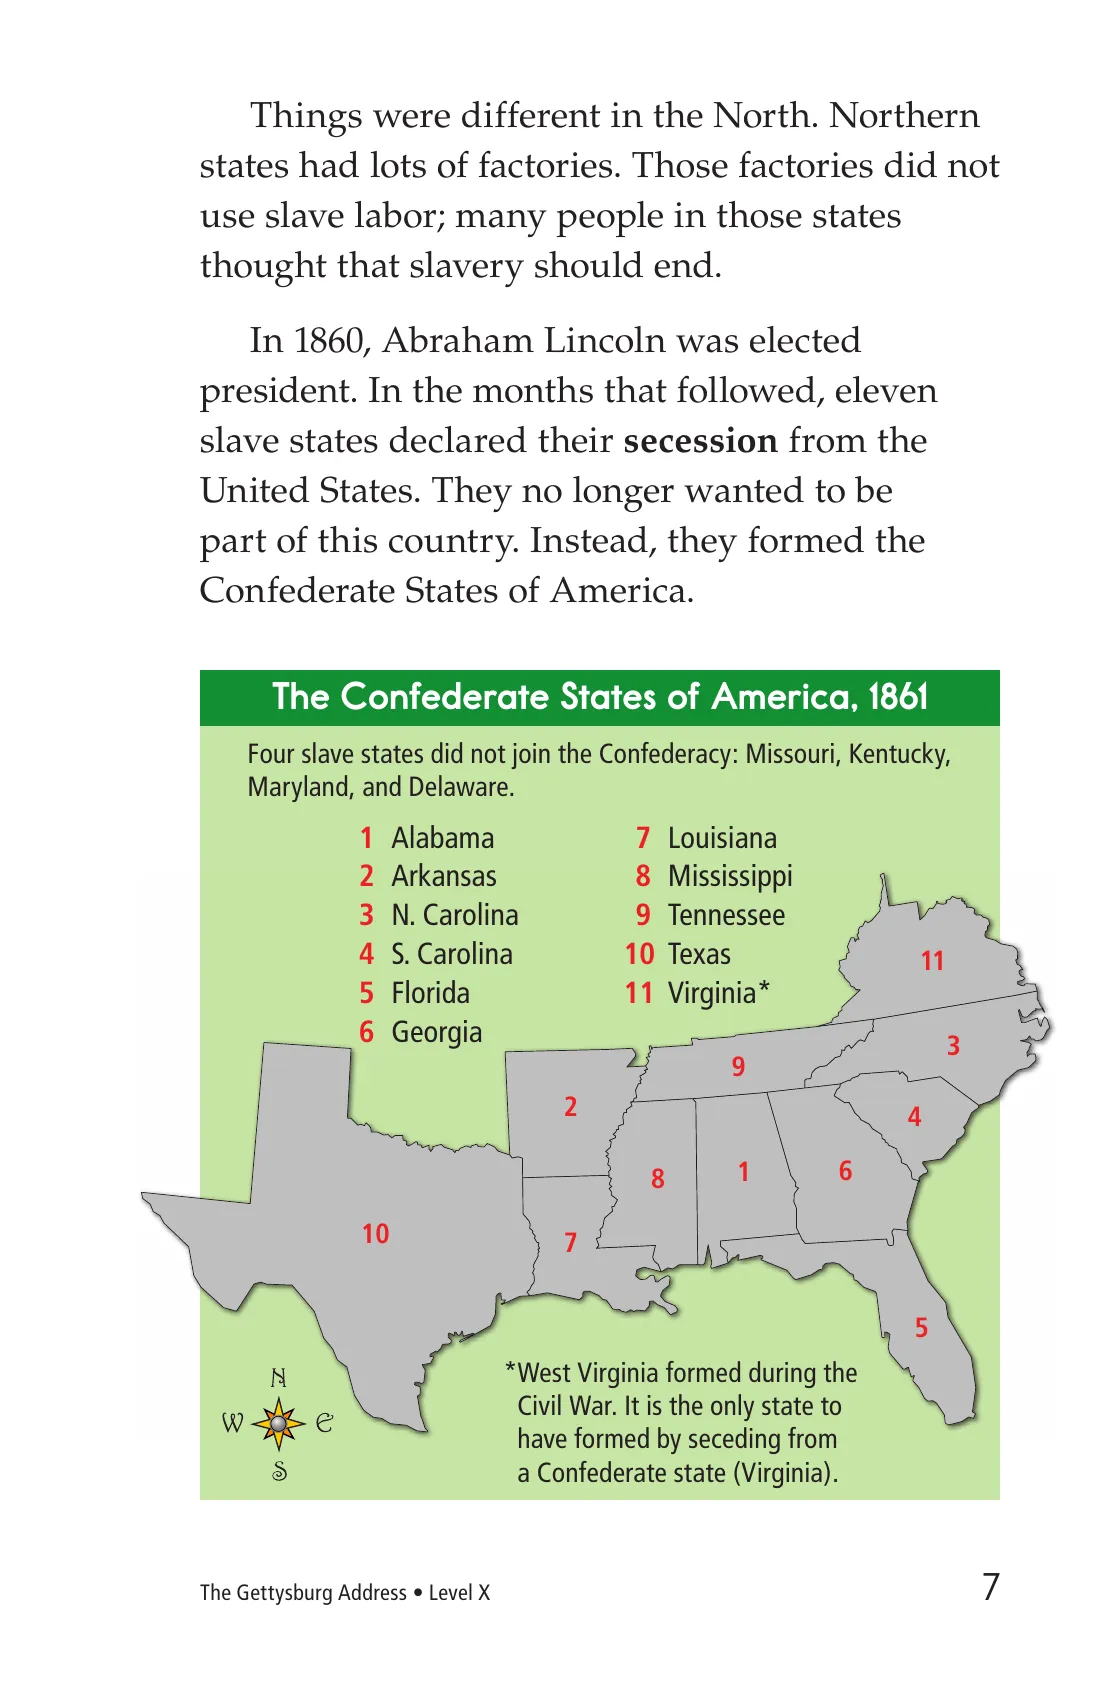 Things were different in the North. Northern
states had lots of factories. Those factories did not
use slave labor; many people in those states
thought that slavery should end.
In 1860, Abraham Lincoln was elected
president. In the months that followed, eleven
slave states declared their secession from the
United States. They no longer wanted to be
part of this country. Instead, they formed the
Confederate States of America.
The Confederate States of America, 1861
Four slave states did not join the Confederacy: Missouri, Kentucky,
Maryland, and Delaware.
1 Alabama
2 Arkansas
3 N. Carolina
4 S. Carolina
5 Florida
6 Georgia
7 Louisiana
8 Mississippi
9 Tennessee
10 Texas
11 Virginia*
11
3
9
2
4
8
1
6
10
7
5
N
W E
S
*West Virginia formed during the
Civil War. It is the only state to
have formed by seceding from
a Confederate state (Virginia).
The Gettysburg Address • Level X
7